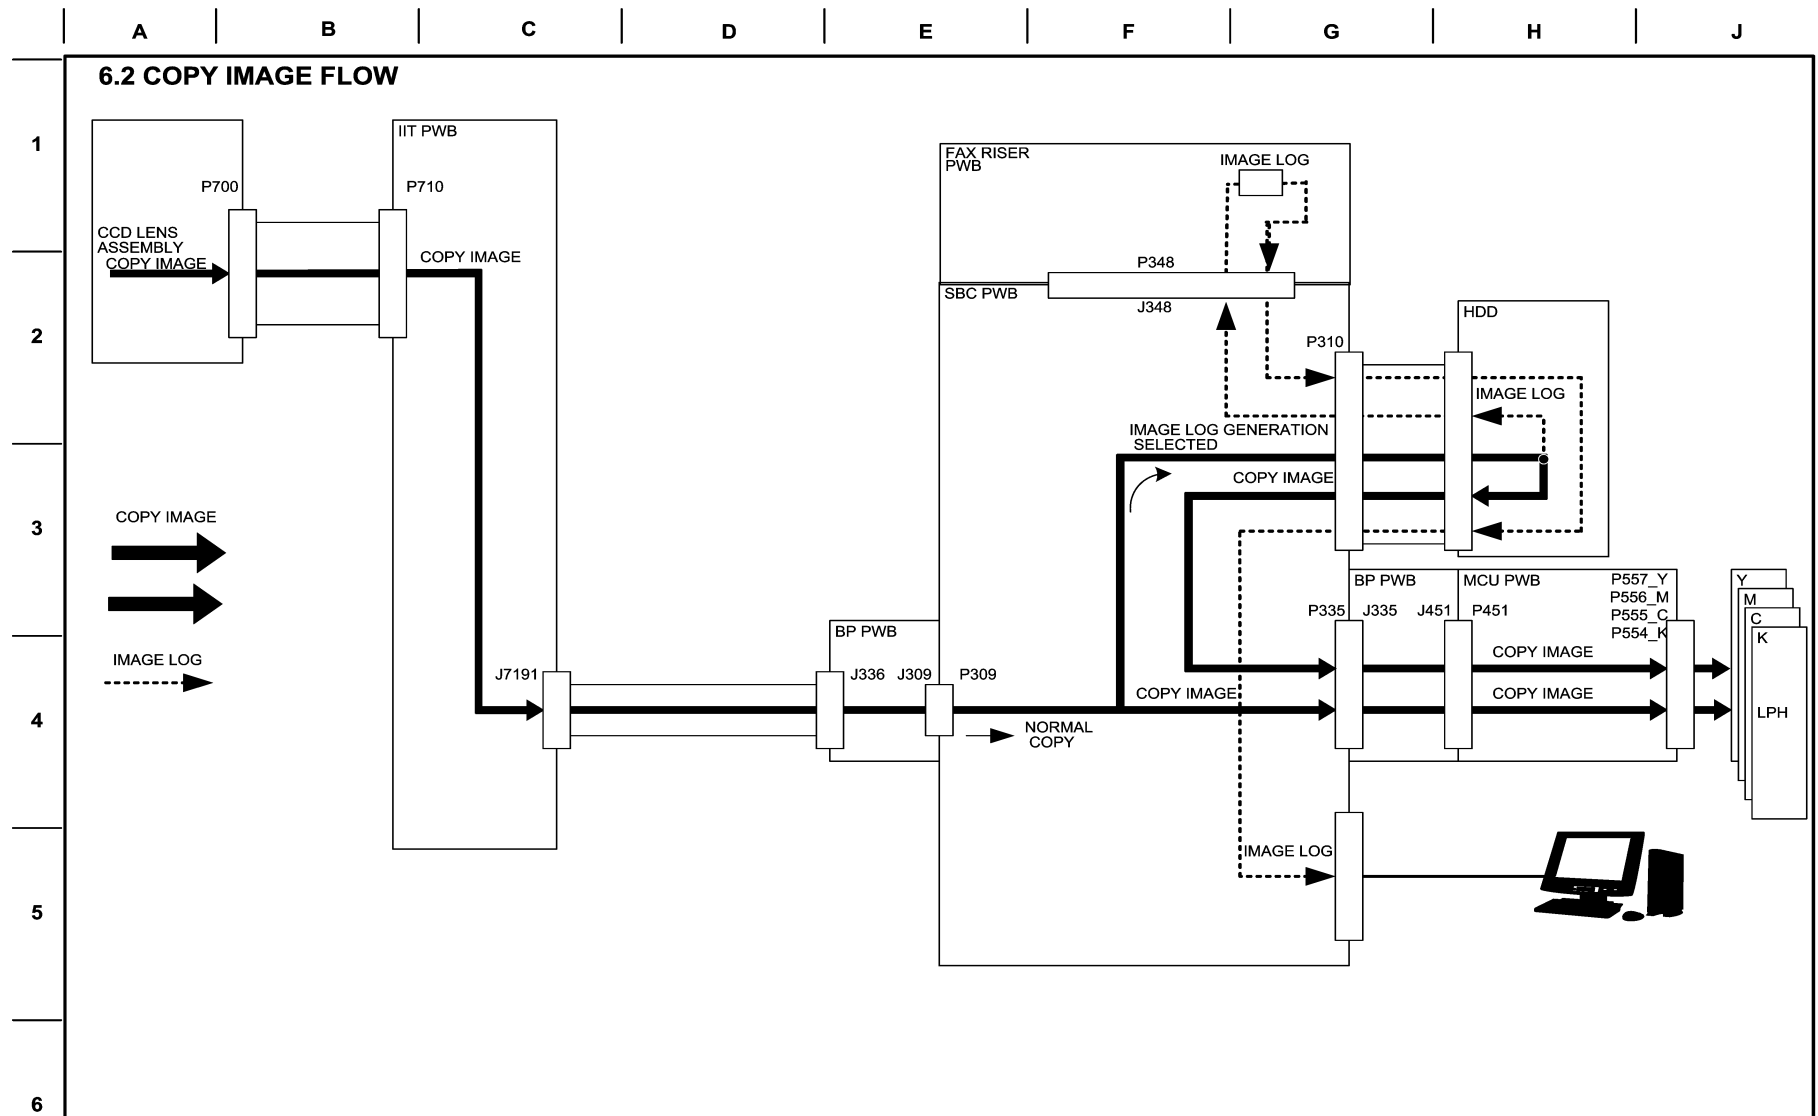 A B C D E F G H J
6.2 COPY IMAGE FLOW
1
IIT PWB
FAX RISER
PWB
IMAGE LOG
P700
P710
CCD LENS
ASSEMBLY
COPY IMAGE
COPY IMAGE
P348
SBC PWB
J348
HDD
2
P310
IMAGE LOG
IMAGE LOG GENERATION
SELECTED
COPY IMAGE
COPY IMAGE
3
BP PWB
MCU PWB
P557_Y
P556_M
P555_C
P554_K
Y
M
C
K
P335
J335
J451
P451
BP PWB
IMAGE LOG
COPY IMAGE
J7191
J336
J309
P309
COPY IMAGE
COPY IMAGE
LPH
4
NORMAL
COPY
IMAGE LOG
5
6